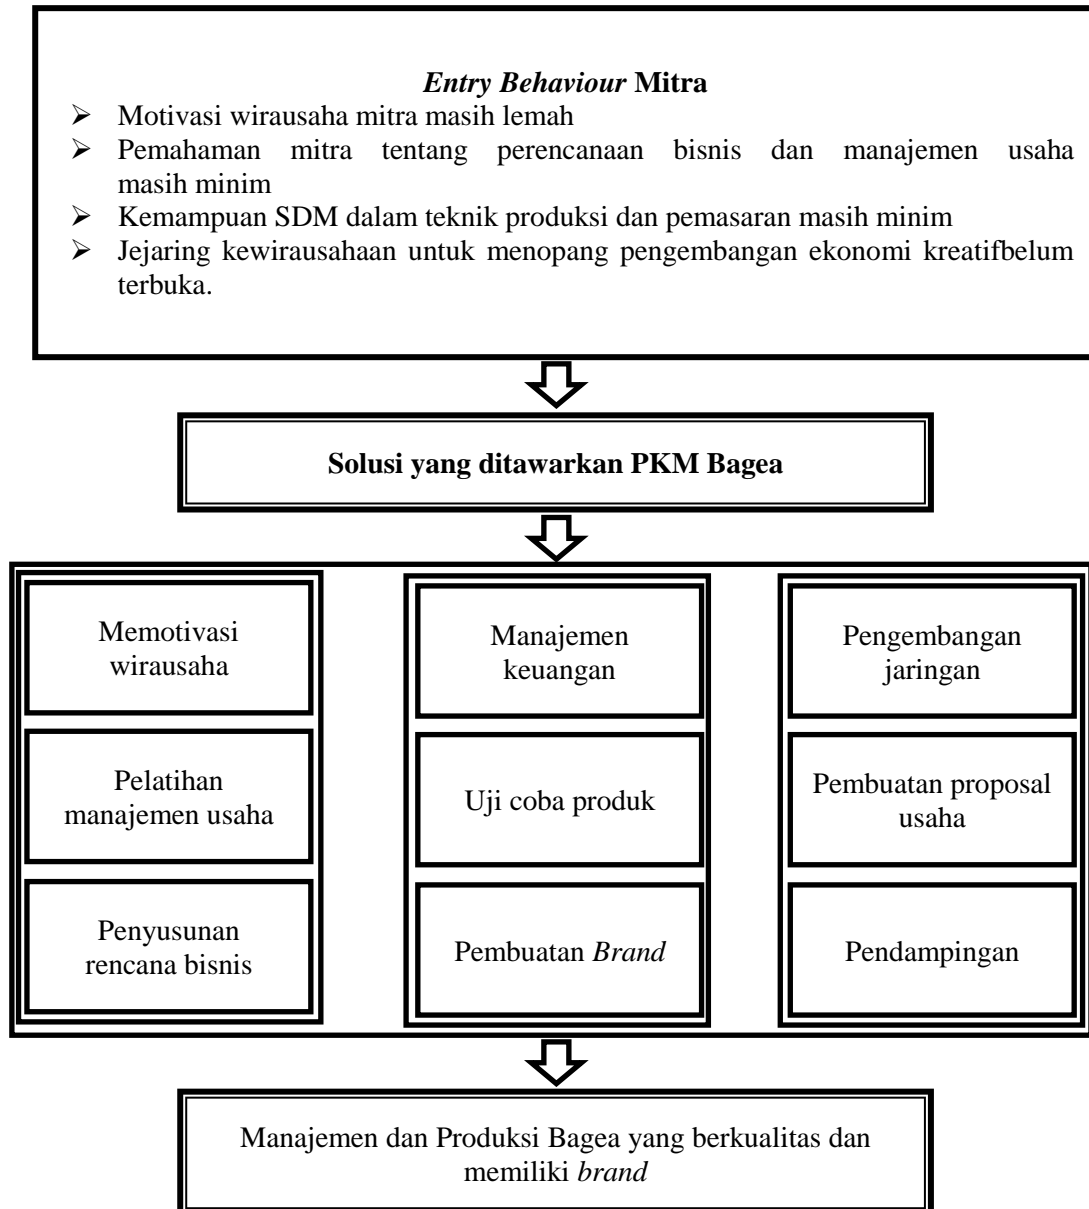 Entry Behaviour Mitra
➢ Motivasi wirausaha mitra masih lemah
➢ Pemahaman mitra tentang perencanaan bisnis dan manajemen usaha
masih minim
➢ Kemampuan SDM dalam teknik produksi dan pemasaran masih minim
➢ Jejaring kewirausahaan untuk menopang pengembangan ekonomi kreatifbelum
terbuka.
Solusi yang ditawarkan PKM Bagea
Memotivasi
wirausaha
Pelatihan
manajemen usaha
Penyusunan
rencana bisnis
Manajemen
keuangan
Uji coba produk
Pembuatan Brand
Pengembangan
jaringan
Pembuatan proposal
usaha
Pendampingan
Manajemen dan Produksi Bagea yang berkualitas dan
memiliki brand